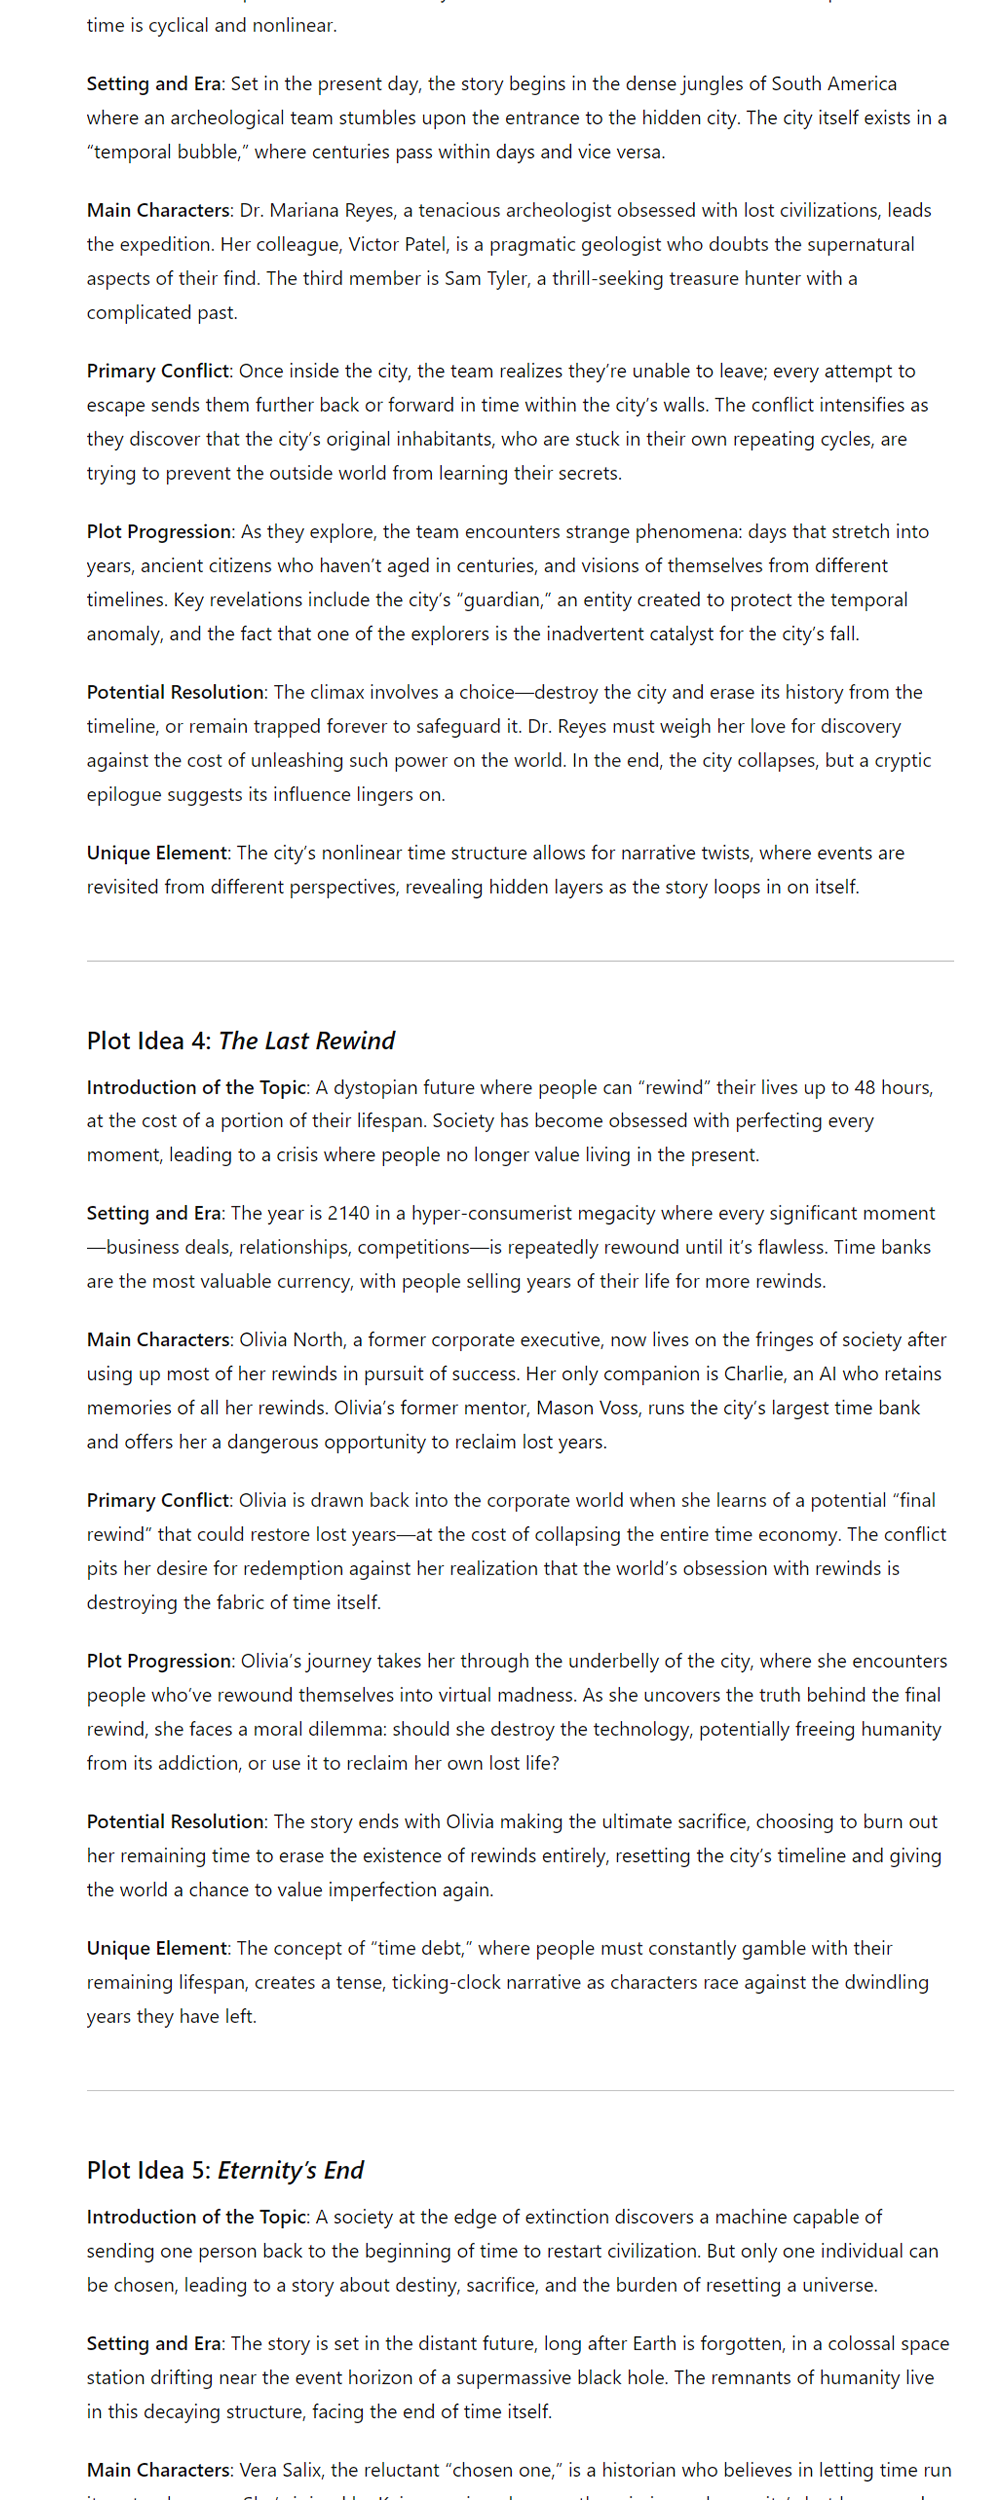 time is cyclical and nonlinear.
Setting and Era: Set in the present day, the story begins in the dense jungles of South America
where an archeological team stumbles upon the entrance to the hidden city. The city itself exists in a
“temporal bubble,” where centuries pass within days and vice versa.
Main Characters: Dr. Mariana Reyes, a tenacious archeologist obsessed with lost civilizations, leads
the expedition. Her colleague, Victor Patel, is a pragmatic geologist who doubts the supernatural
aspects of their find. The third member is Sam Tyler, a thrill-seeking treasure hunter with a
complicated past.
Primary Conflict: Once inside the city, the team realizes they’re unable to leave; every attempt to
escape sends them further back or forward in time within the city’s walls. The conflict intensifies as
they discover that the city’s original inhabitants, who are stuck in their own repeating cycles, are
trying to prevent the outside world from learning their secrets.
Plot Progression: As they explore, the team encounters strange phenomena: days that stretch into
years, ancient citizens who haven’t aged in centuries, and visions of themselves from different
timelines. Key revelations include the city’s “guardian,” an entity created to protect the temporal
anomaly, and the fact that one of the explorers is the inadvertent catalyst for the city’s fall.
Potential Resolution: The climax involves a choice—destroy the city and erase its history from the
timeline, or remain trapped forever to safeguard it. Dr. Reyes must weigh her love for discovery
against the cost of unleashing such power on the world. In the end, the city collapses, but a cryptic
epilogue suggests its influence lingers on.
Unique Element: The city’s nonlinear time structure allows for narrative twists, where events are
revisited from different perspectives, revealing hidden layers as the story loops in on itself.
Plot Idea 4: The Last Rewind
Introduction of the Topic: A dystopian future where people can “rewind” their lives up to 48 hours,
at the cost of a portion of their lifespan. Society has become obsessed with perfecting every
moment, leading to a crisis where people no longer value living in the present.
Setting and Era: The year is 2140 in a hyper-consumerist megacity where every significant moment
—business deals, relationships, competitions—is repeatedly rewound until it’s flawless. Time banks
are the most valuable currency, with people selling years of their life for more rewinds.
Main Characters: Olivia North, a former corporate executive, now lives on the fringes of society after
using up most of her rewinds in pursuit of success. Her only companion is Charlie, an AI who retains
memories of all her rewinds. Olivia’s former mentor, Mason Voss, runs the city’s largest time bank
and offers her a dangerous opportunity to reclaim lost years.
Primary Conflict: Olivia is drawn back into the corporate world when she learns of a potential “final
rewind” that could restore lost years—at the cost of collapsing the entire time economy. The conflict
pits her desire for redemption against her realization that the world’s obsession with rewinds is
destroying the fabric of time itself.
Plot Progression: Olivia’s journey takes her through the underbelly of the city, where she encounters
people who’ve rewound themselves into virtual madness. As she uncovers the truth behind the final
rewind, she faces a moral dilemma: should she destroy the technology, potentially freeing humanity
from its addiction, or use it to reclaim her own lost life?
Potential Resolution: The story ends with Olivia making the ultimate sacrifice, choosing to burn out
her remaining time to erase the existence of rewinds entirely, resetting the city’s timeline and giving
the world a chance to value imperfection again.
Unique Element: The concept of “time debt,” where people must constantly gamble with their
remaining lifespan, creates a tense, ticking-clock narrative as characters race against the dwindling
years they have left.
Plot Idea 5: Eternity’s End
Introduction of the Topic: A society at the edge of extinction discovers a machine capable of
sending one person back to the beginning of time to restart civilization. But only one individual can
be chosen, leading to a story about destiny, sacrifice, and the burden of resetting a universe.
Setting and Era: The story is set in the distant future, long after Earth is forgotten, in a colossal space
station drifting near the event horizon of a supermassive black hole. The remnants of humanity live
in this decaying structure, facing the end of time itself.
Main Characters: Vera Salix, the reluctant “chosen one,” is a historian who believes in letting time run